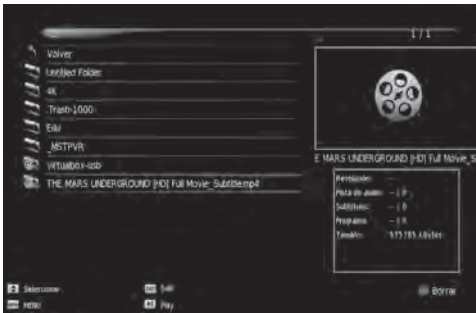 1/1
Volver
Untitled Folder
4K
.Trash-1000
Edu
_MSTPVR
virtualbox-usb
THE MARS UNDERGROUND [HD] Full Movie_Subtitle.mp4
E MARS UNDERGROUND [HD] Full Movie_S
Resolución:
Pista de audio:
Subtítulos:
Programa:
Tamaño:
Seleccionar
Salir
Borrar
MENU
Play